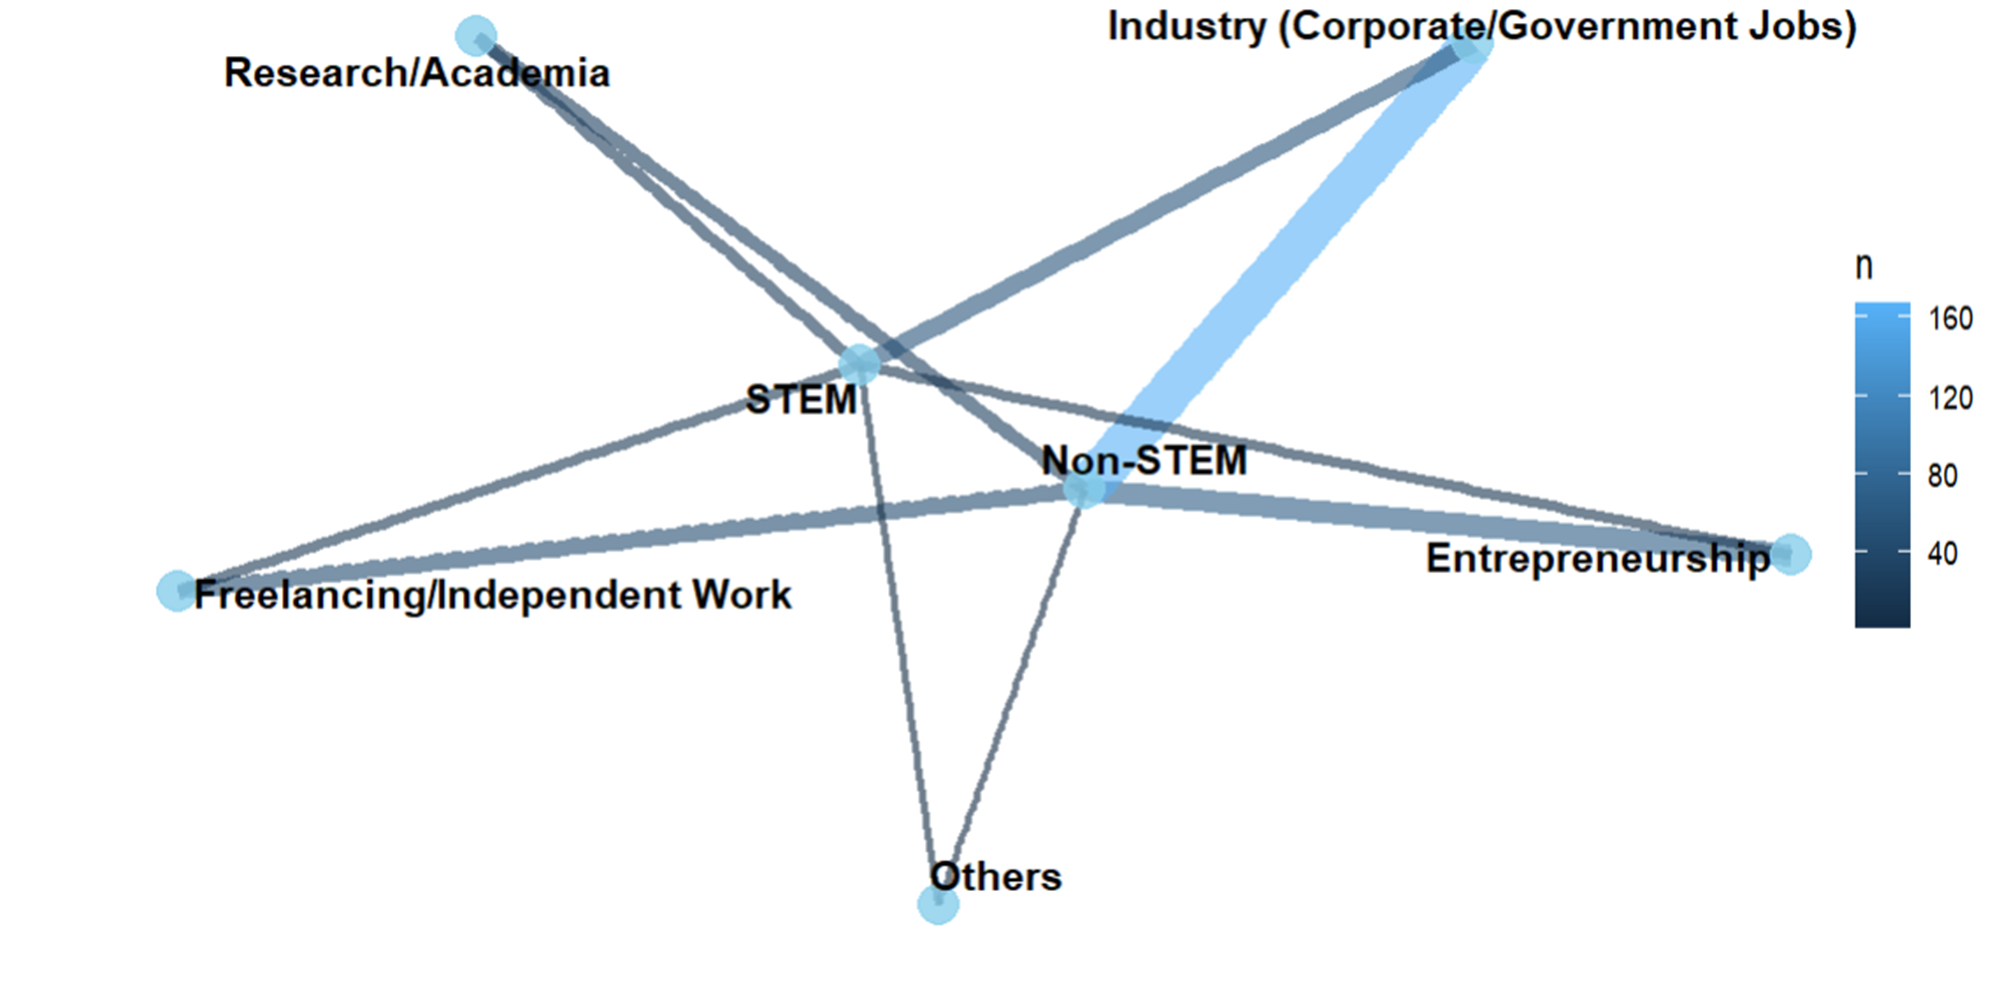 Industry (Corporate/Government Jobs)
Research/Academia
n
160
120
80
40
STEM
Non-STEM
Entrepreneurship
Freelancing/Independent Work
Others